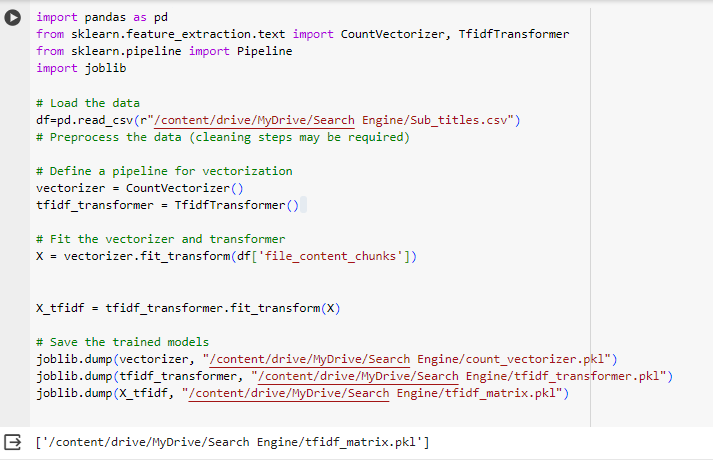 import pandas as pd
from sklearn.feature_extraction.text import CountVectorizer, TfidfTransformer
from sklearn.pipeline import Pipeline
import joblib
# Load the data
df=pd.read_csv(r"/content/drive/MyDrive/Search Engine/Sub_titles.csv")
# Preprocess the data (cleaning steps may be required)
# Define a pipeline for vectorization
vectorizer = CountVectorizer()
tfidf_transformer = TfidfTransformer()
# Fit the vectorizer and transformer
X = vectorizer.fit_transform(df['file_content_chunks'])
X_tfidf = tfidf_transformer.fit_transform(X)
# Save the trained models
joblib.dump(vectorizer, "/content/drive/MyDrive/Search Engine/count_vectorizer.pkl")
joblib.dump(tfidf_transformer, "/content/drive/MyDrive/Search Engine/tfidf_transformer.pkl")
joblib.dump(X_tfidf, "/content/drive/MyDrive/Search Engine/tfidf_matrix.pkl")
['/content/drive/MyDrive/Search Engine/tfidf_matrix.pkl']